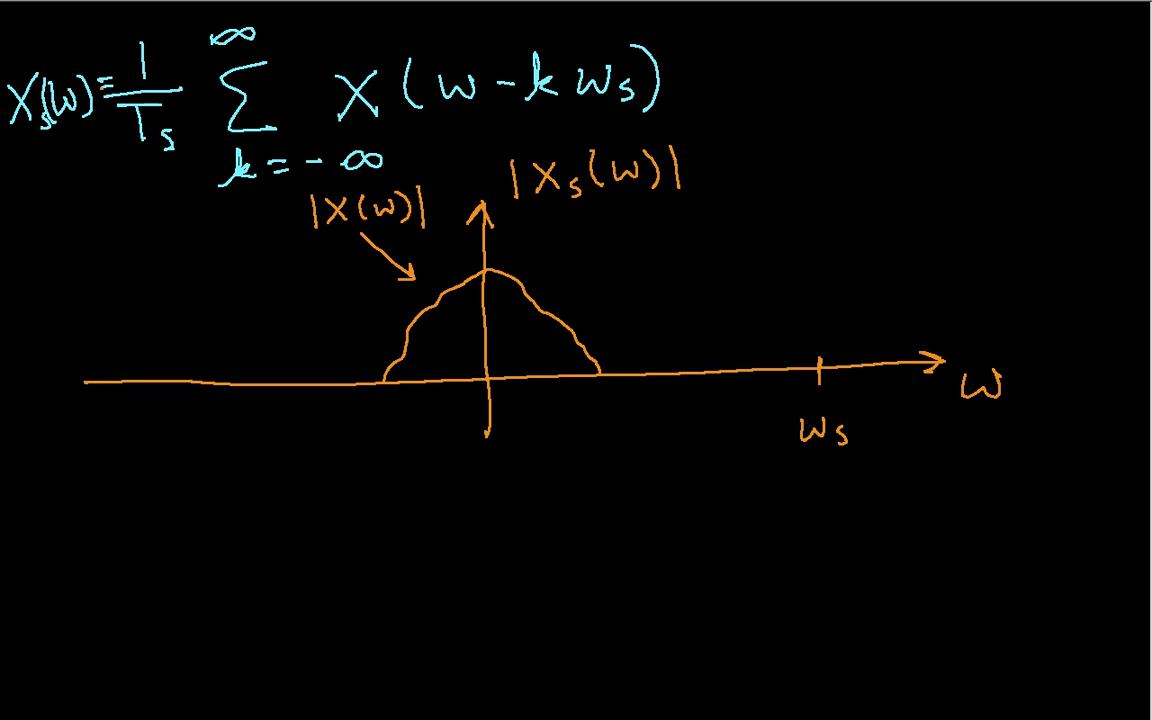 Xs(w) = 1/Ts ∞ Σ k = -∞ X(w - k ws)
|Xs(w)|
|X(w)|
w
ws